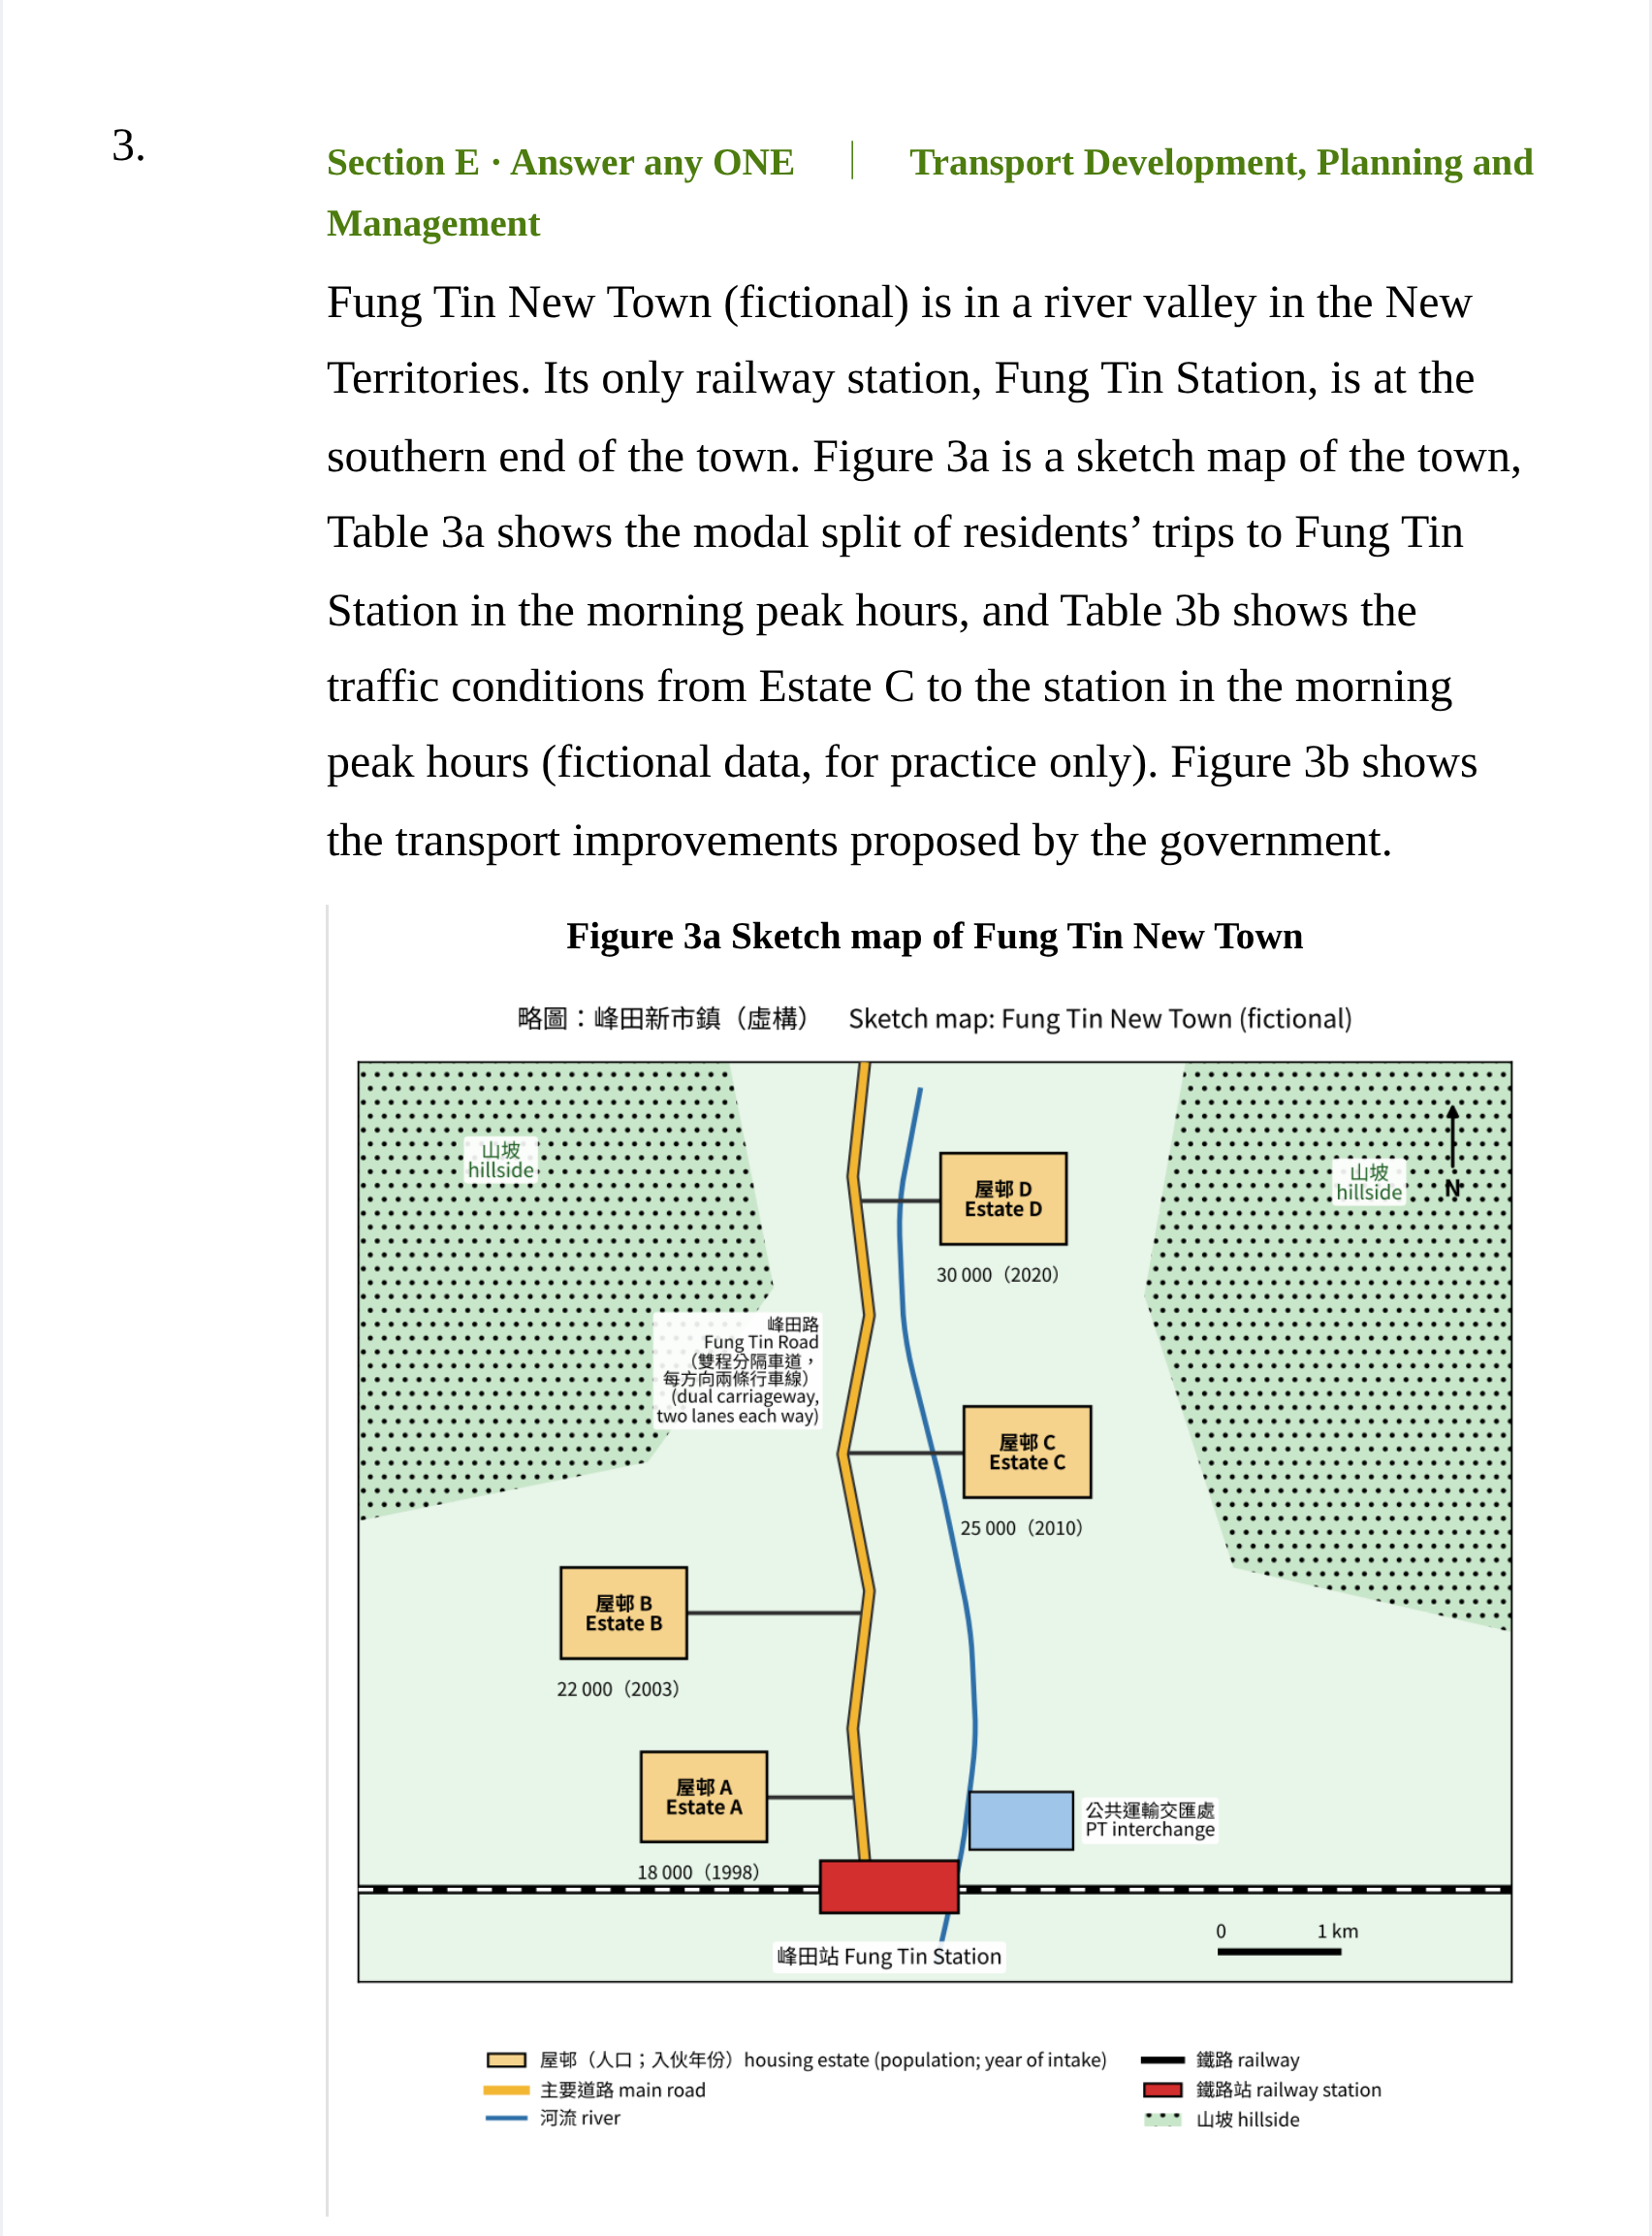 3.
Section E · Answer any ONE | Transport Development, Planning and
Management
Fung Tin New Town (fictional) is in a river valley in the New
Territories. Its only railway station, Fung Tin Station, is at the
southern end of the town. Figure 3a is a sketch map of the town,
Table 3a shows the modal split of residents’ trips to Fung Tin
Station in the morning peak hours, and Table 3b shows the
traffic conditions from Estate C to the station in the morning
peak hours (fictional data, for practice only). Figure 3b shows
the transport improvements proposed by the government.
Figure 3a Sketch map of Fung Tin New Town
略圖：峰田新市鎮（虛構） Sketch map: Fung Tin New Town (fictional)
山坡
hillside
山坡
hillside
N
屋邨 D
Estate D
30 000（2020）
峰田路
Fung Tin Road
（雙程分隔車道，
每方向兩條行車線）
(dual carriageway,
two lanes each way)
屋邨 C
Estate C
25 000（2010）
屋邨 B
Estate B
22 000（2003）
屋邨 A
Estate A
18 000（1998）
公共運輸交匯處
PT interchange
0 1 km
峰田站 Fung Tin Station
屋邨（人口；入伙年份）housing estate (population; year of intake)
主要道路 main road
河流 river
鐵路 railway
鐵路站 railway station
山坡 hillside